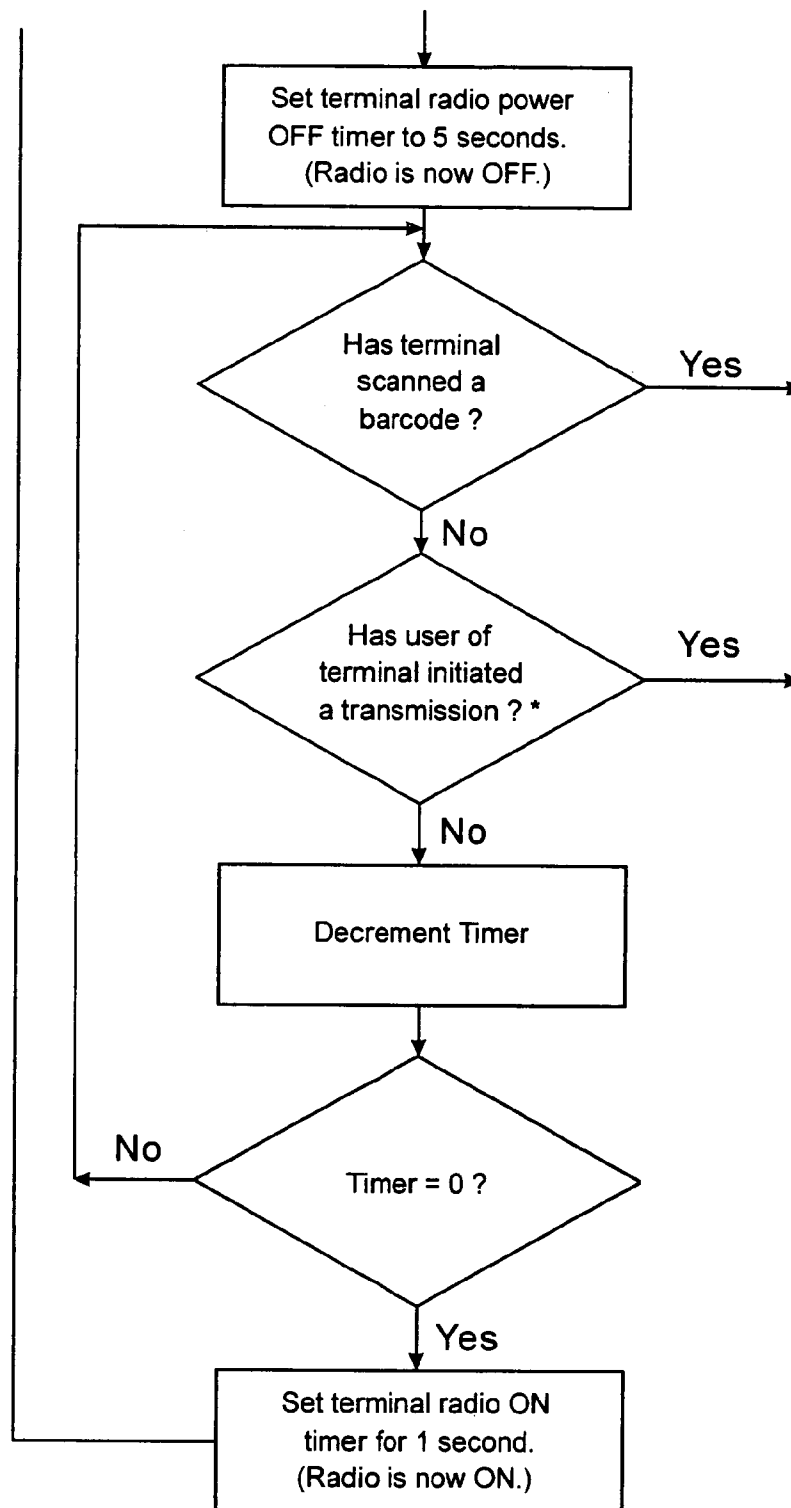 Set terminal radio power
OFF timer to 5 seconds.
(Radio is now OFF.)
Has terminal
scanned a
barcode ?
Yes
No
Has user of
terminal initiated
a transmission ? *
Yes
No
Decrement Timer
No
Timer = 0 ?
Yes
Set terminal radio ON
timer for 1 second.
(Radio is now ON.)